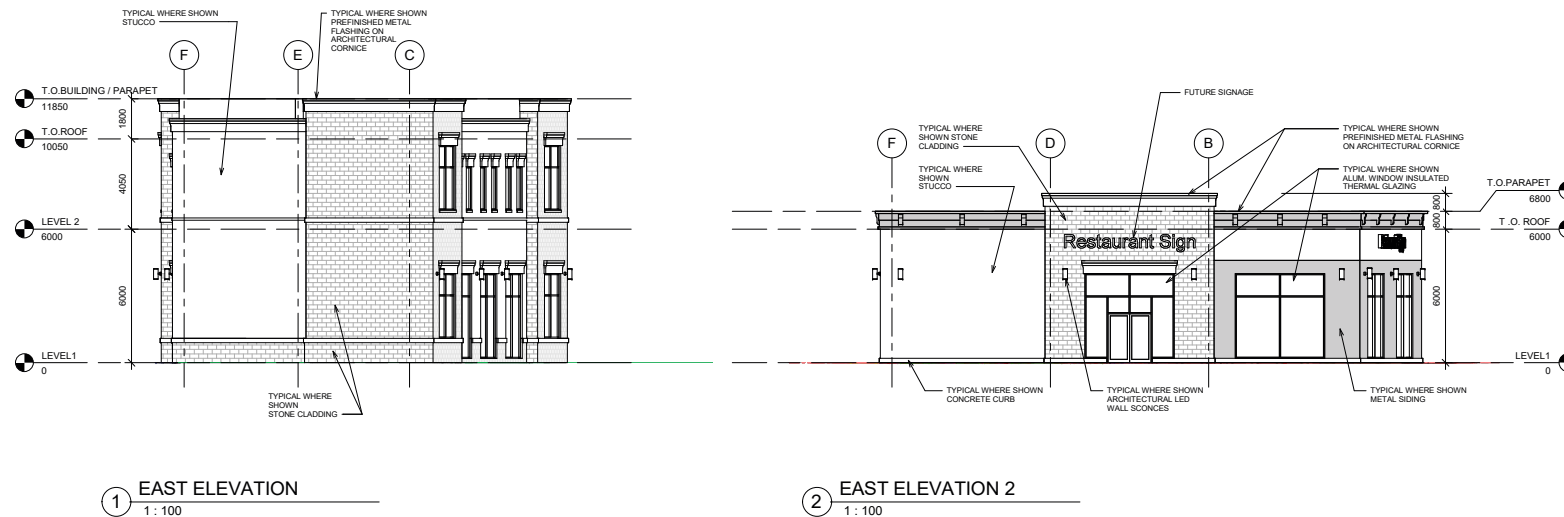 TYPICAL WHERE SHOWN
STUCCO
TYPICAL WHERE SHOWN
PREFINISHED METAL
FLASHING ON
ARCHITECTURAL
CORNICE
F
E
C
T.O.BUILDING / PARAPET
11850
1800
T.O.ROOF
10050
4050
LEVEL 2
6000
6000
LEVEL1
0
TYPICAL WHERE
SHOWN
STONE CLADDING
1
EAST ELEVATION
1 : 100
FUTURE SIGNAGE
TYPICAL WHERE
SHOWN STONE
CLADDING
TYPICAL WHERE
SHOWN
STUCCO
F
D
B
TYPICAL WHERE SHOWN
PREFINISHED METAL FLASHING
ON ARCHITECTURAL CORNICE
TYPICAL WHERE SHOWN
ALUM. WINDOW INSULATED
THERMAL GLAZING
T.O.PARAPET
6800
800
800
T .O. ROOF
6000
Restaurant Sign
6000
LEVEL1
0
TYPICAL WHERE SHOWN
CONCRETE CURB
TYPICAL WHERE SHOWN
ARCHITECTURAL LED
WALL SCONCES
TYPICAL WHERE SHOWN
METAL SIDING
2
EAST ELEVATION 2
1 : 100